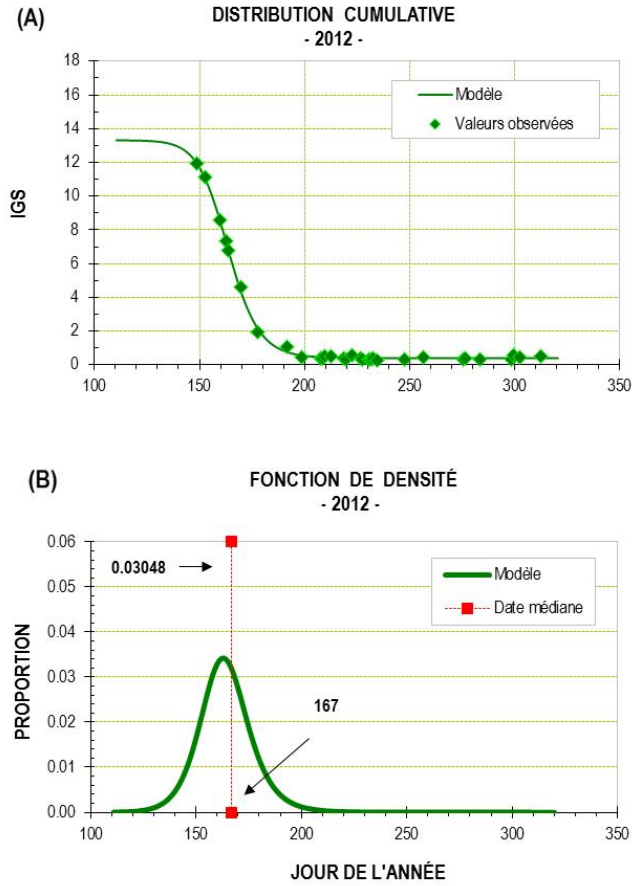 (A)
DISTRIBUTION CUMULATIVE
- 2012 -
18
16
14
12
10
8
6
4
2
0
IGS
Modèle
Valeurs observées
100 150 200 250 300 350
(B)
FONCTION DE DENSITÉ
- 2012 -
0.06
0.05
0.04
0.03
0.02
0.01
0.00
PROPORTION
0.03048
Modèle
Date médiane
167
100 150 200 250 300 350
JOUR DE L'ANNÉE